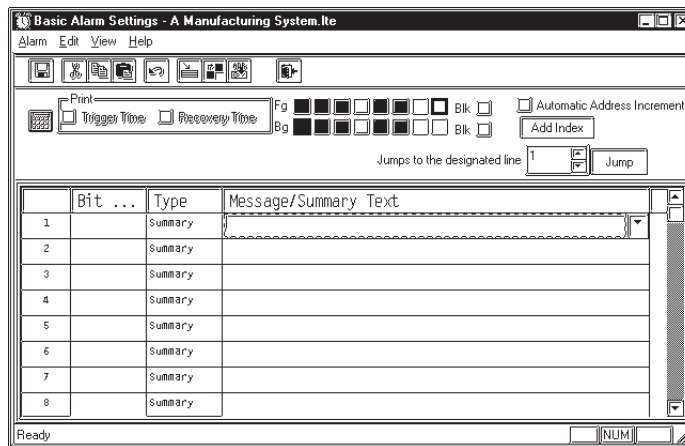 Basic Alarm Settings - A Manufacturing System.lte
Alarm Edit View Help
Print
Trigger Time Recovery Time
Fg Blk
Bg Blk
Automatic Address Increment
Add Index
Jumps to the designated line 1 Jump
Bit ... Type Message/Summary Text
1 Summary
2 Summary
3 Summary
4 Summary
5 Summary
6 Summary
7 Summary
8 Summary
Ready NUM